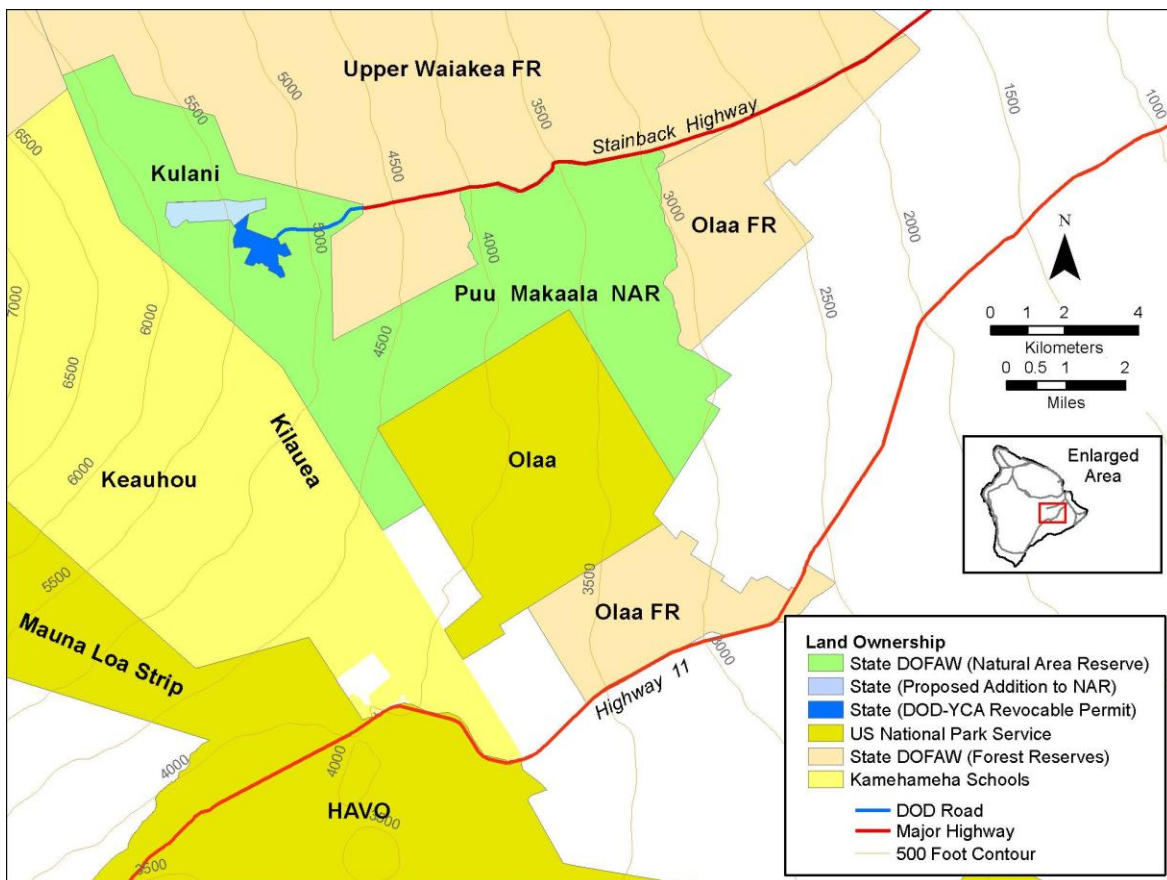 Upper Waiakea FR
5000
5500
3500
1500
1000
6500
Stainback Highway
4500
Kulani
3000
Olaa FR
5000
4000
2000
N
7000
6000
Puu Makaala NAR
2500
0 1 2 4
Kilometers
4500
0 0.5 1 2
Miles
6500
Kilauea
Enlarged
Area
Olaa
Keauhou
6000
5500
3500
Olaa FR
Mauna Loa Strip
3000
Highway 11
4000
4000
HAVO
3500
3500
Land Ownership
State DOFAW (Natural Area Reserve)
State (Proposed Addition to NAR)
State (DOD-YCA Revocable Permit)
US National Park Service
State DOFAW (Forest Reserves)
Kamehameha Schools
DOD Road
Major Highway
500 Foot Contour